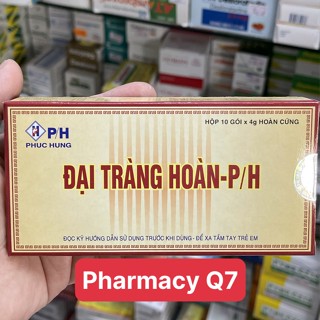 P/H
PHUC HUNG
HỘP 10 GÓI x 4g HOÀN CỨNG
ĐẠI TRÀNG HOÀN-P/H
ĐỌC KỸ HƯỚNG DẪN SỬ DỤNG TRƯỚC KHI DÙNG - ĐỂ XA TẦM TAY TRẺ EM
Pharmacy Q7